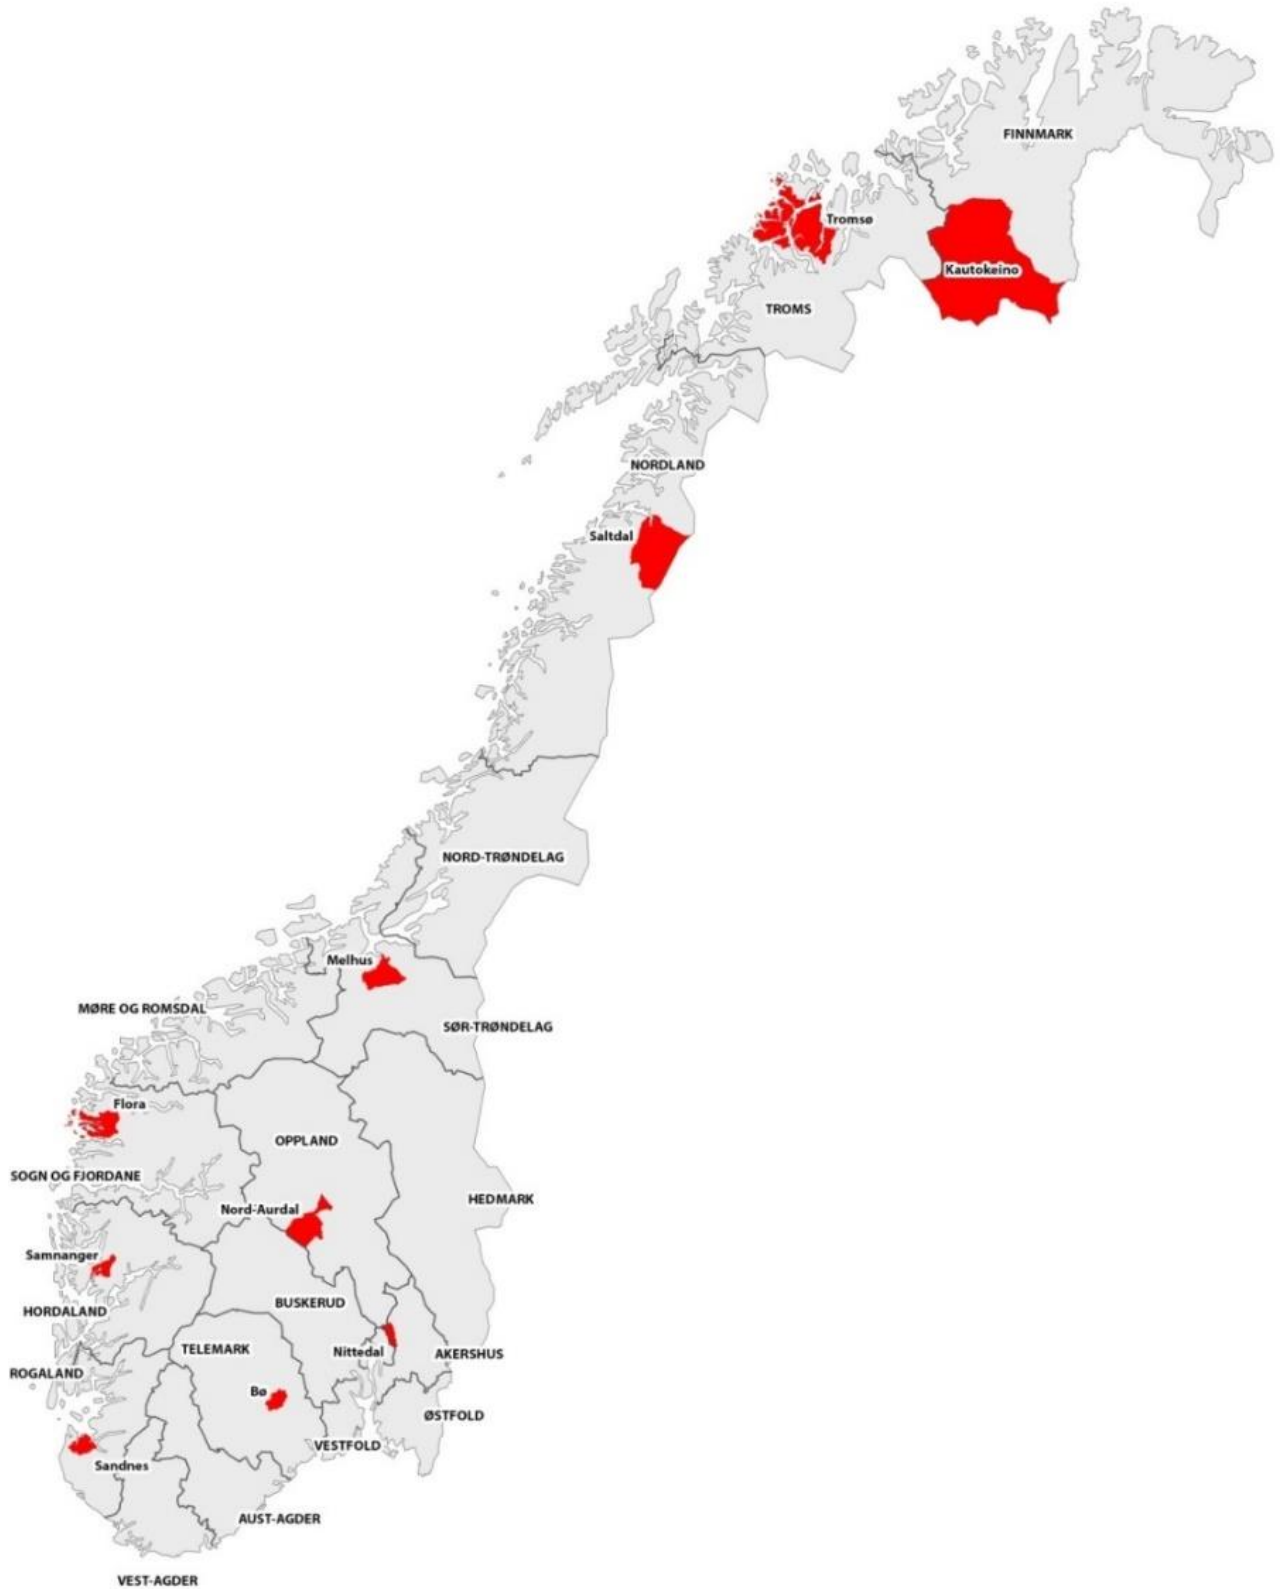 FINNMARK
Tromsø
Kautokeino
TROMS
NORDLAND
Saltdal
NORD-TRØNDELAG
Melhus
MØRE OG ROMSDAL
SØR-TRØNDELAG
Flora
OPPLAND
SOGN OG FJORDANE
HEDMARK
Nord-Aurdal
Samnanger
BUSKERUD
HORDALAND
TELEMARK
Nittedal
AKERSHUS
ROGALAND
Bø
ØSTFOLD
VESTFOLD
Sandnes
AUST-AGDER
VEST-AGDER